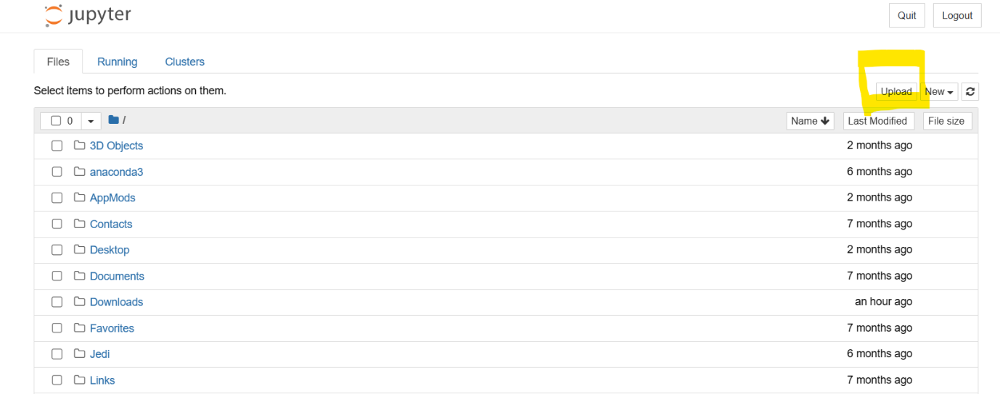 jupyter
Quit Logout
Files Running Clusters
Select items to perform actions on them.
Upload New
0 / Name Last Modified File size
3D Objects 2 months ago
anaconda3 6 months ago
AppMods 2 months ago
Contacts 7 months ago
Desktop 2 months ago
Documents 7 months ago
Downloads an hour ago
Favorites 7 months ago
Jedi 6 months ago
Links 7 months ago